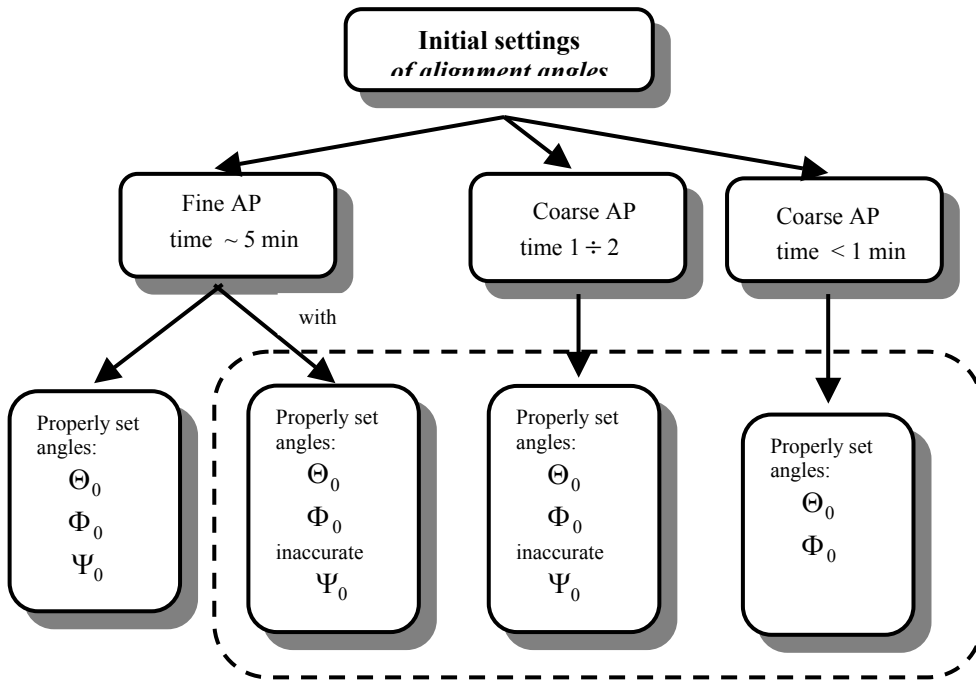 Initial settings
of alignment angles
Fine AP
time ~ 5 min
Coarse AP
time 1 ÷ 2
Coarse AP
time < 1 min
with
Properly set
angles:
Θ₀
Φ₀
Ψ₀
Properly set
angles:
Θ₀
Φ₀
inaccurate
Ψ₀
Properly set
angles:
Θ₀
Φ₀
inaccurate
Ψ₀
Properly set
angles:
Θ₀
Φ₀